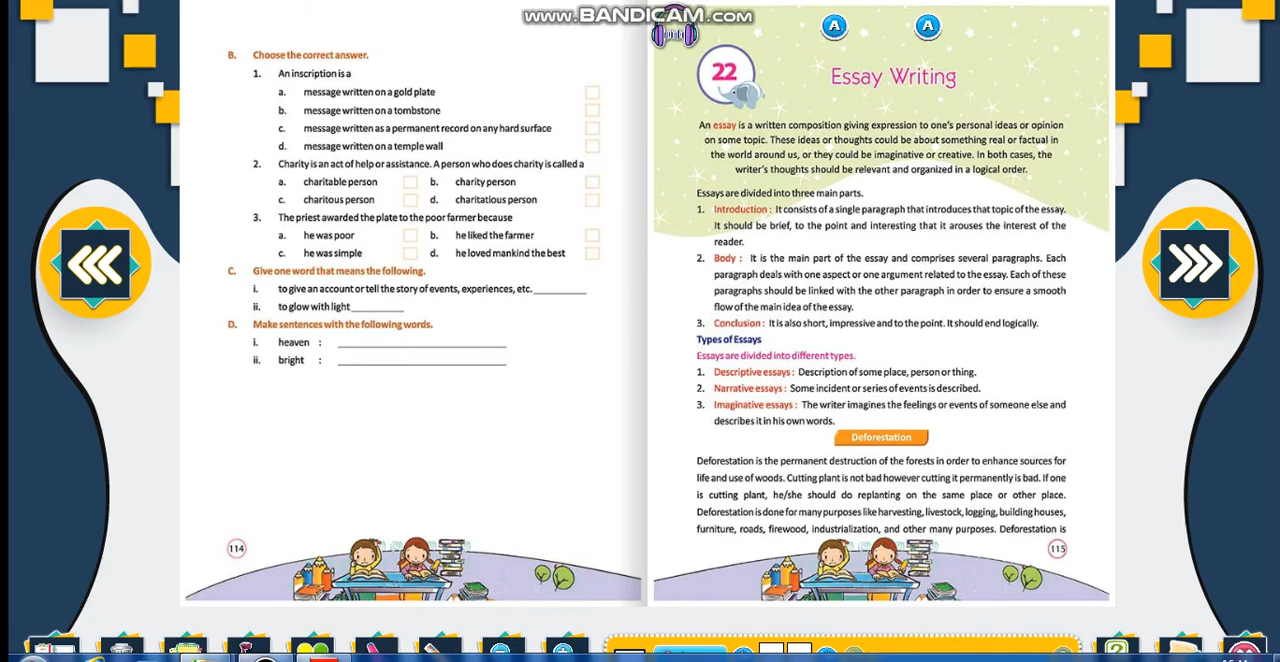 www.BANDICAM.com
B. Choose the correct answer.
1. An inscription is a
a. message written on a gold plate
b. message written on a tombstone
c. message written as a permanent record on any hard surface
d. message written on a temple wall
2. Charity is an act of help or assistance. A person who does charity is called a
a. charitable person b. charity person
c. charitous person d. charitatious person
3. The priest awarded the plate to the poor farmer because
a. he was poor b. he liked the farmer
c. he was simple d. he loved mankind the best
C. Give one word that means the following.
i. to give an account or tell the story of events, experiences, etc. _________
ii. to glow with light _________
D. Make sentences with the following words.
i. heaven : _________
ii. bright : _________
114
A A
22
Essay Writing
An essay is a written composition giving expression to one's personal ideas or opinion
on some topic. These ideas or thoughts could be about something real or factual in
the world around us, or they could be imaginative or creative. In both cases, the
writer's thoughts should be relevant and organized in a logical order.
Essays are divided into three main parts.
1. Introduction : It consists of a single paragraph that introduces that topic of the essay.
It should be brief, to the point and interesting that it arouses the interest of the
reader.
2. Body : It is the main part of the essay and comprises several paragraphs. Each
paragraph deals with one aspect or one argument related to the essay. Each of these
paragraphs should be linked with the other paragraph in order to ensure a smooth
flow of the main idea of the essay.
3. Conclusion : It is also short, impressive and to the point. It should end logically.
Types of Essays
Essays are divided into different types.
1. Descriptive essays : Description of some place, person or thing.
2. Narrative essays : Some incident or series of events is described.
3. Imaginative essays : The writer imagines the feelings or events of someone else and
describes it in his own words.
Deforestation
Deforestation is the permanent destruction of the forests in order to enhance sources for
life and use of woods. Cutting plant is not bad however cutting it permanently is bad. If one
is cutting plant, he/she should do replanting on the same place or other place.
Deforestation is done for many purposes like harvesting, livestock, logging, building houses,
furniture, roads, firewood, industrialization, and other many purposes. Deforestation is
115